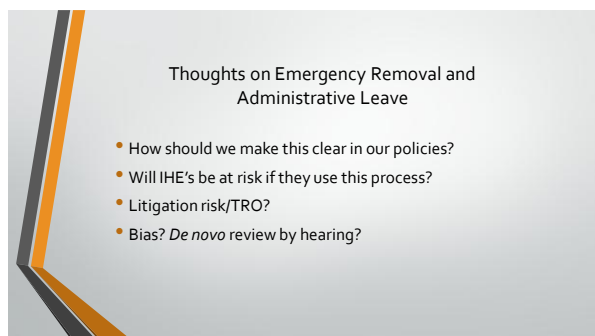 Thoughts on Emergency Removal and
Administrative Leave
• How should we make this clear in our policies?
• Will IHE's be at risk if they use this process?
• Litigation risk/TRO?
• Bias? De novo review by hearing?